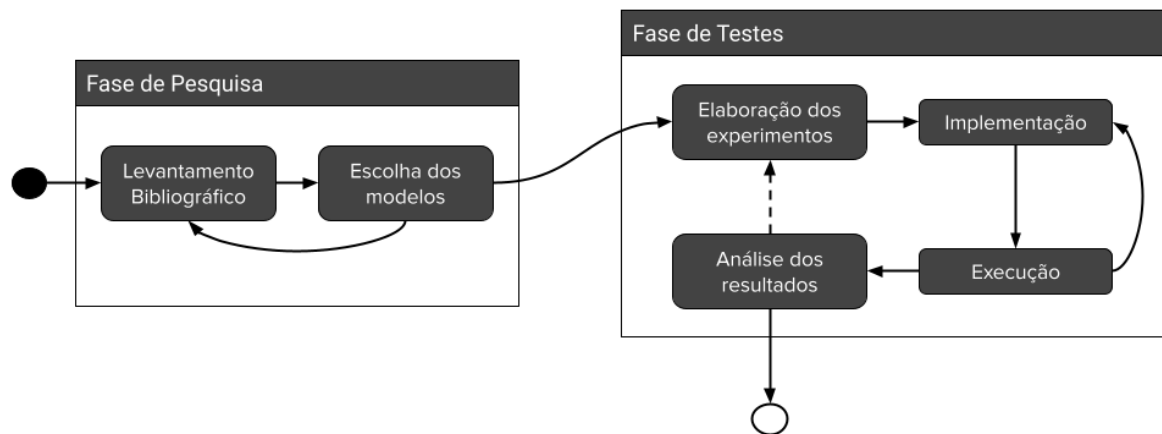 Fase de Pesquisa
Levantamento
Bibliográfico
Escolha dos
modelos
Fase de Testes
Elaboração dos
experimentos
Implementação
Análise dos
resultados
Execução